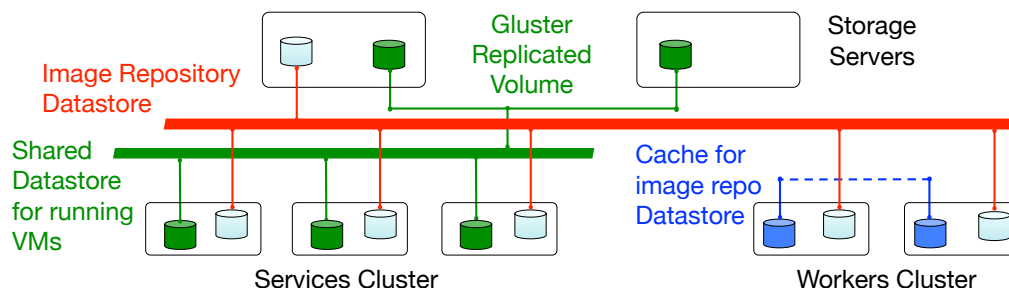 Gluster
Replicated
Volume
Storage
Servers
Image Repository
Datastore
Shared
Datastore
for running
VMs
Cache for
image repo
Datastore
Services Cluster
Workers Cluster